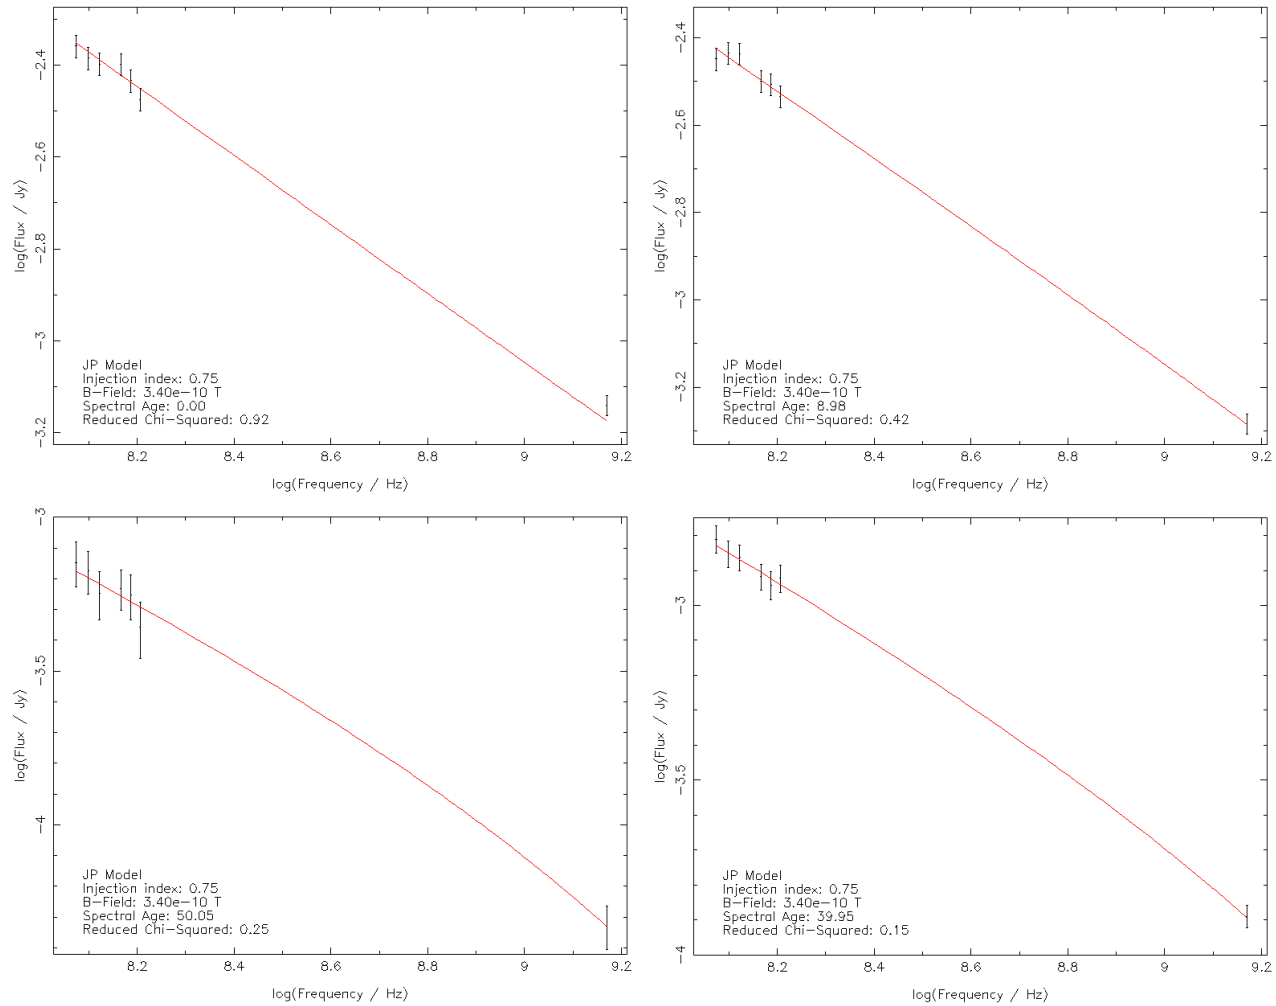 log(Flux / Jy)
−2.4
−2.6
−2.8
−3
−3.2
JP Model
Injection index: 0.75
B−Field: 3.40e−10 T
Spectral Age: 0.00
Reduced Chi−Squared: 0.92
8.2 8.4 8.6 8.8 9 9.2
log(Frequency / Hz)
log(Flux / Jy)
−2.4
−2.6
−2.8
−3
−3.2
JP Model
Injection index: 0.75
B−Field: 3.40e−10 T
Spectral Age: 8.98
Reduced Chi−Squared: 0.42
8.2 8.4 8.6 8.8 9 9.2
log(Frequency / Hz)
log(Flux / Jy)
−3
−3.5
−4
JP Model
Injection index: 0.75
B−Field: 3.40e−10 T
Spectral Age: 50.05
Reduced Chi−Squared: 0.25
8.2 8.4 8.6 8.8 9 9.2
log(Frequency / Hz)
log(Flux / Jy)
−3
−3.5
−4
JP Model
Injection index: 0.75
B−Field: 3.40e−10 T
Spectral Age: 39.95
Reduced Chi−Squared: 0.15
8.2 8.4 8.6 8.8 9 9.2
log(Frequency / Hz)